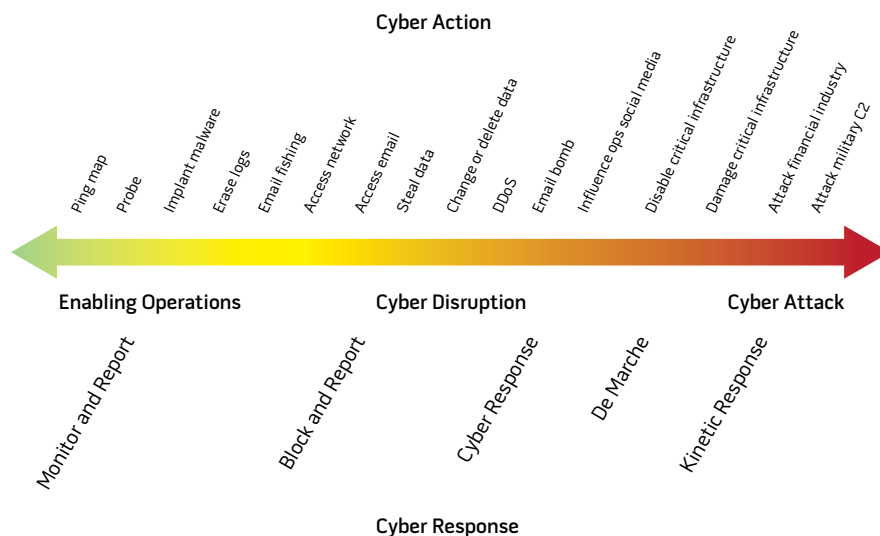 Cyber Action
Ping map
Probe
Implant malware
Erase logs
Email fishing
Access network
Access email
Steal data
Change or delete data
DDoS
Email bomb
Influence ops social media
Disable critical infrastructure
Damage critical infrastructure
Attack financial industry
Attack military C2
Enabling Operations
Cyber Disruption
Cyber Attack
Monitor and Report
Block and Report
Cyber Response
De Marche
Kinetic Response
Cyber Response